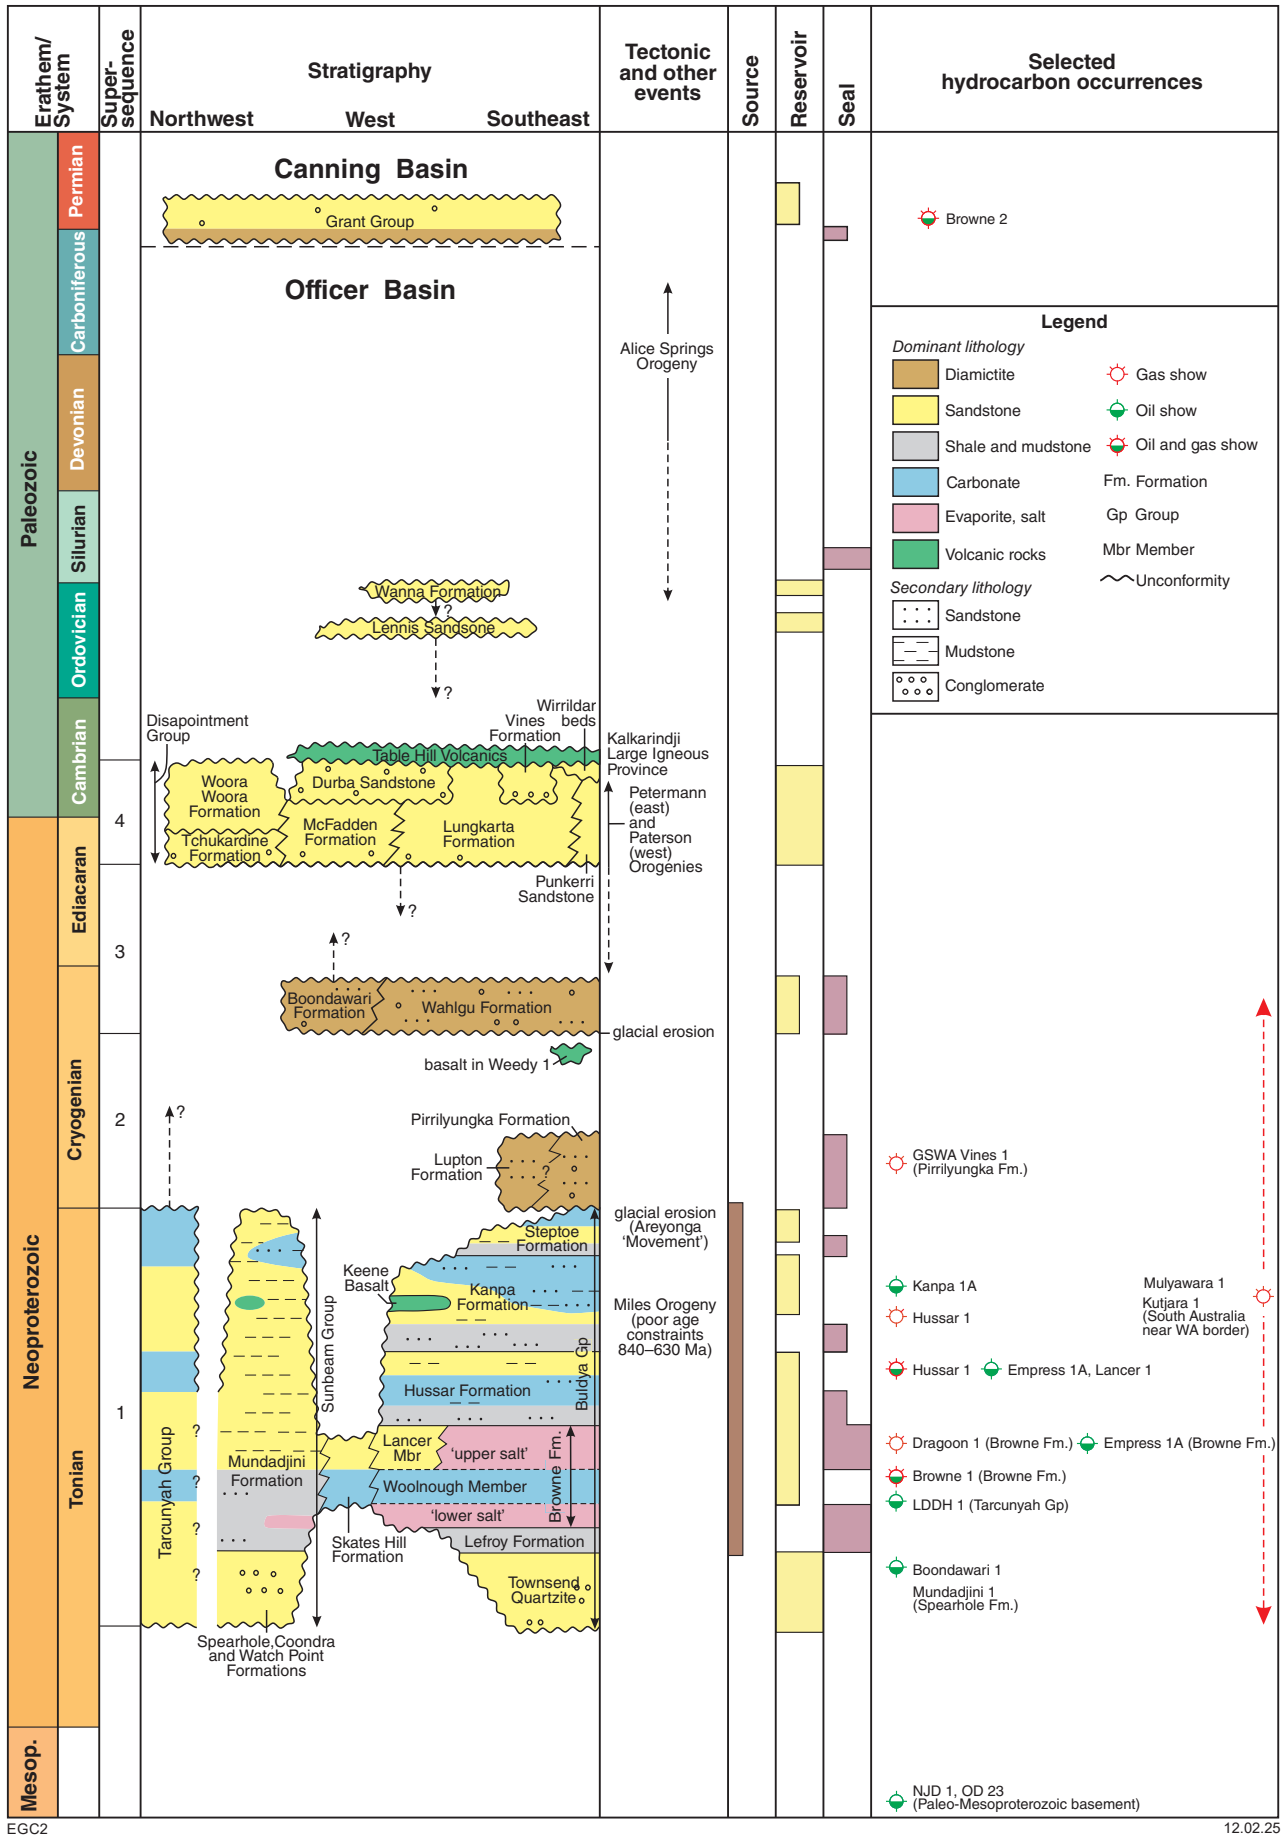 Erathem/
System
Super-
sequence
Stratigraphy
Northwest
West
Southeast
Tectonic
and other
events
Source
Reservoir
Seal
Selected
hydrocarbon occurrences
Paleozoic
Neoproterozoic
Mesop.
Permian
Carboniferous
Devonian
Silurian
Ordovician
Cambrian
Ediacaran
Cryogenian
Tonian
4
3
2
1
Canning Basin
Grant Group
Officer Basin
Wanna Formation
?
Lennis Sandsone
?
Disapointment
Group
Wirrildar
beds
Vines
Formation
Table Hill Volcanics
Woora
Woora
Formation
Durba Sandstone
Tchukardine
Formation
McFadden
Formation
Lungkarta
Formation
Punkerri
Sandstone
?
?
Boondawari
Formation
Wahlgu Formation
basalt in Weedy 1
?
Pirrilyungka Formation
Lupton
Formation
?
Steptoe
Formation
Keene
Basalt
Kanpa
Formation
Sunbeam Group
Buldya Gp
Hussar Formation
Tarcunyah Group
?
?
?
?
Mundadjini
Formation
Lancer
Mbr
‘upper salt’
Browne Fm.
Woolnough Member
‘lower salt’
Skates Hill
Formation
Lefroy Formation
Townsend
Quartzite
Spearhole,Coondra
and Watch Point
Formations
Alice Springs
Orogeny
Kalkarindji
Large Igneous
Province
Petermann
(east)
and
Paterson
(west)
Orogenies
glacial erosion
glacial erosion
(Areyonga
‘Movement’)
Miles Orogeny
(poor age
constraints
840–630 Ma)
Browne 2
Legend
Dominant lithology
Diamictite
Sandstone
Shale and mudstone
Carbonate
Evaporite, salt
Volcanic rocks
Secondary lithology
Sandstone
Mudstone
Conglomerate
Gas show
Oil show
Oil and gas show
Fm. Formation
Gp Group
Mbr Member
Unconformity
GSWA Vines 1
(Pirrilyungka Fm.)
Kanpa 1A
Hussar 1
Mulyawara 1
Kutjara 1
(South Australia
near WA border)
Hussar 1
Empress 1A, Lancer 1
Dragoon 1 (Browne Fm.)
Empress 1A (Browne Fm.)
Browne 1 (Browne Fm.)
LDDH 1 (Tarcunyah Gp)
Boondawari 1
Mundadjini 1
(Spearhole Fm.)
NJD 1, OD 23
(Paleo-Mesoproterozoic basement)
EGC2
12.02.25